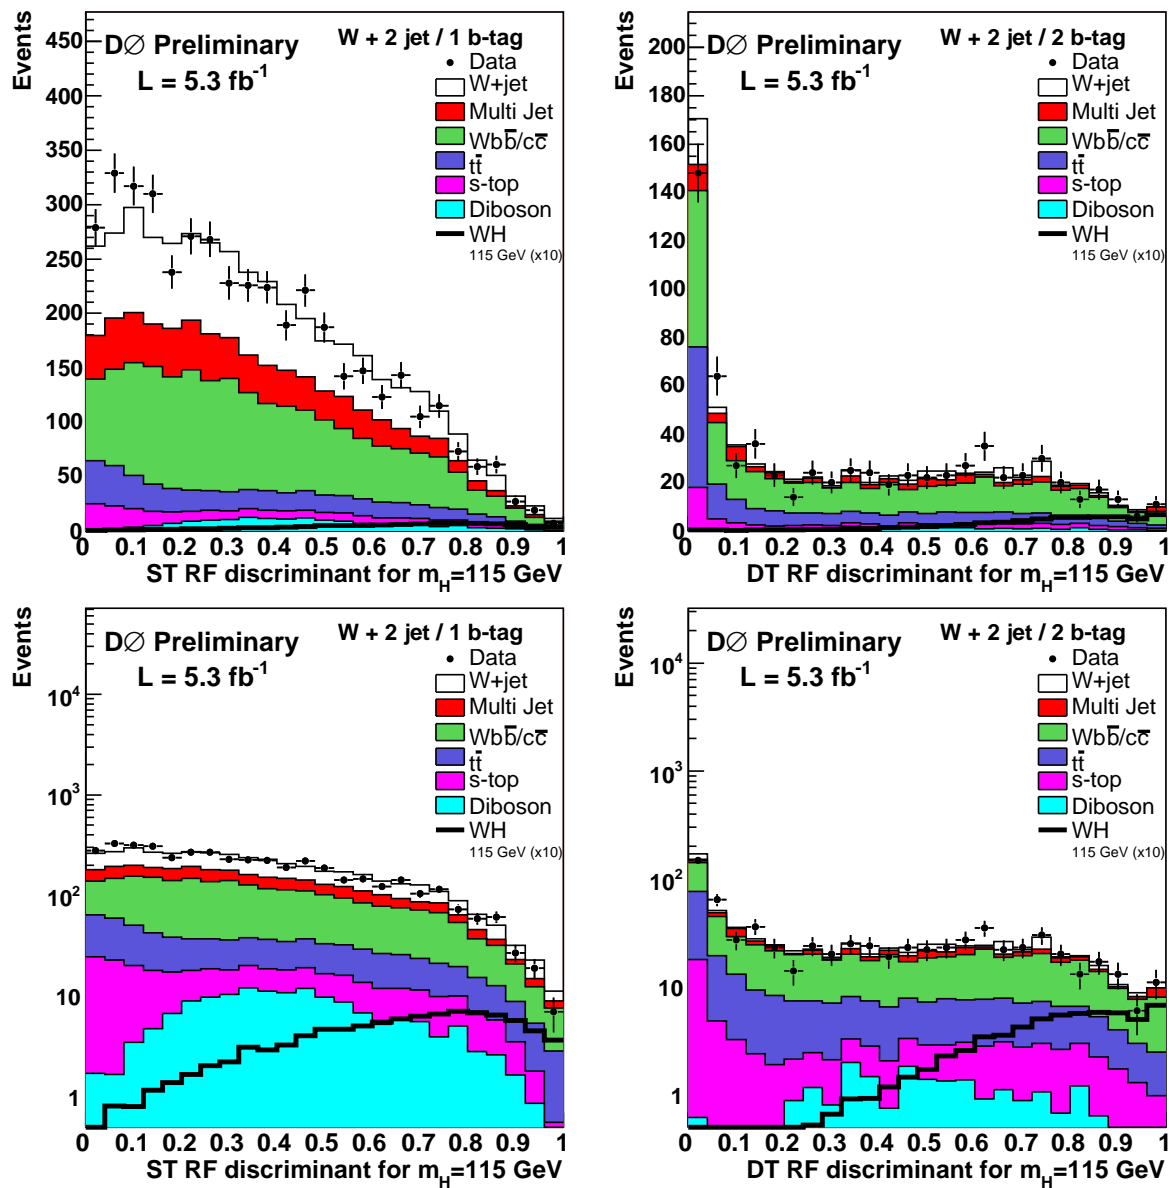 Events
DØ Preliminary
L = 5.3 fb⁻¹
W + 2 jet / 1 b-tag
Data
W+jet
Multi Jet
Wbb̅/cc̅
tt̅
s-top
Diboson
WH
115 GeV (x10)
450
400
350
300
250
200
150
100
50
0
0 0.1 0.2 0.3 0.4 0.5 0.6 0.7 0.8 0.9 1
ST RF discriminant for m_H=115 GeV
Events
DØ Preliminary
L = 5.3 fb⁻¹
W + 2 jet / 2 b-tag
Data
W+jet
Multi Jet
Wbb̅/cc̅
tt̅
s-top
Diboson
WH
115 GeV (x10)
200
180
160
140
120
100
80
60
40
20
0
0 0.1 0.2 0.3 0.4 0.5 0.6 0.7 0.8 0.9 1
DT RF discriminant for m_H=115 GeV
Events
DØ Preliminary
L = 5.3 fb⁻¹
W + 2 jet / 1 b-tag
Data
W+jet
Multi Jet
Wbb̅/cc̅
tt̅
s-top
Diboson
WH
115 GeV (x10)
10⁴
10³
10²
10
1
0 0.1 0.2 0.3 0.4 0.5 0.6 0.7 0.8 0.9 1
ST RF discriminant for m_H=115 GeV
Events
DØ Preliminary
L = 5.3 fb⁻¹
W + 2 jet / 2 b-tag
Data
W+jet
Multi Jet
Wbb̅/cc̅
tt̅
s-top
Diboson
WH
115 GeV (x10)
10⁴
10³
10²
10
1
0 0.1 0.2 0.3 0.4 0.5 0.6 0.7 0.8 0.9 1
DT RF discriminant for m_H=115 GeV